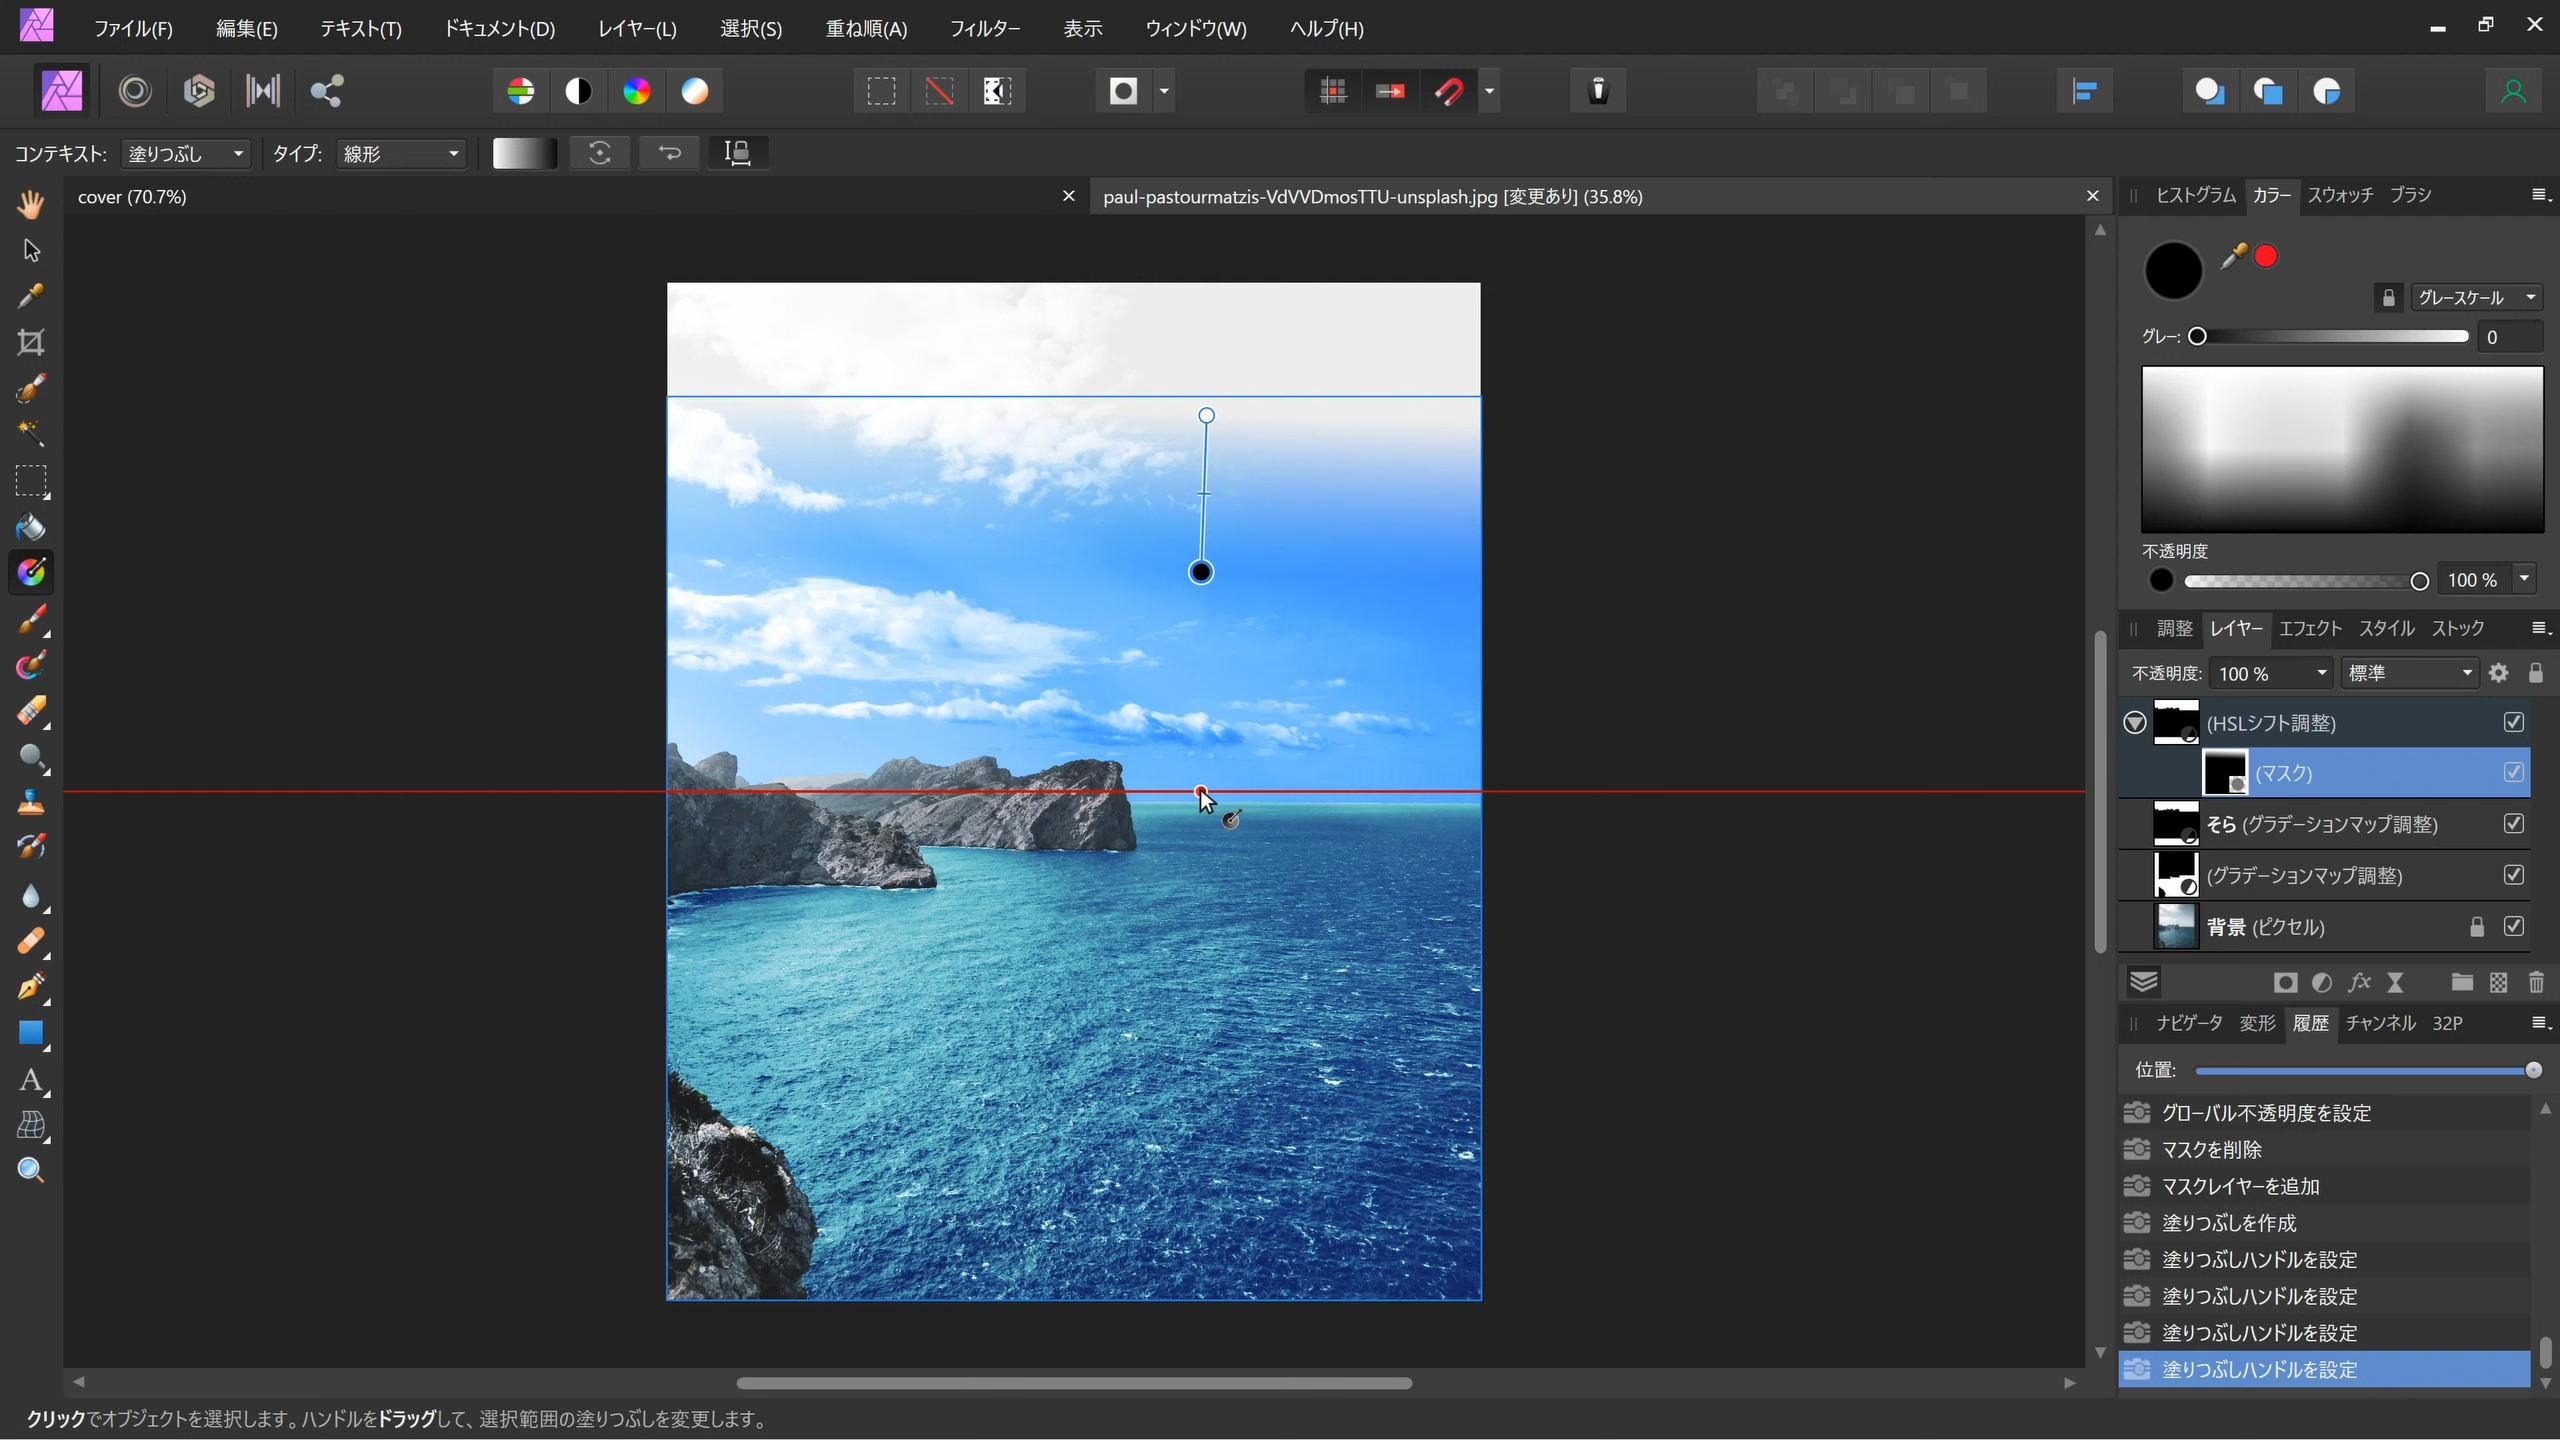 ファイル(F) 編集(E) テキスト(T) ドキュメント(D) レイヤー(L) 選択(S) 重ね順(A) フィルター 表示 ウィンドウ(W) ヘルプ(H)
コンテキスト: 塗りつぶし タイプ: 線形
cover (70.7%)
paul-pastourmatzis-VdVVDmosTTU-unsplash.jpg [変更あり] (35.8%)
ヒストグラム カラー スウォッチ ブラシ
グレースケール
グレー: 0
不透明度
100 %
調整 レイヤー エフェクト スタイル ストック
不透明度: 100 % 標準
(HSLシフト調整)
(マスク)
そら (グラデーションマップ調整)
(グラデーションマップ調整)
背景 (ピクセル)
fx
ナビゲータ 変形 履歴 チャンネル 32P
位置:
グローバル不透明度を設定
マスクを削除
マスクレイヤーを追加
塗りつぶしを作成
塗りつぶしハンドルを設定
塗りつぶしハンドルを設定
塗りつぶしハンドルを設定
塗りつぶしハンドルを設定
クリックでオブジェクトを選択します。ハンドルをドラッグして、選択範囲の塗りつぶしを変更します。